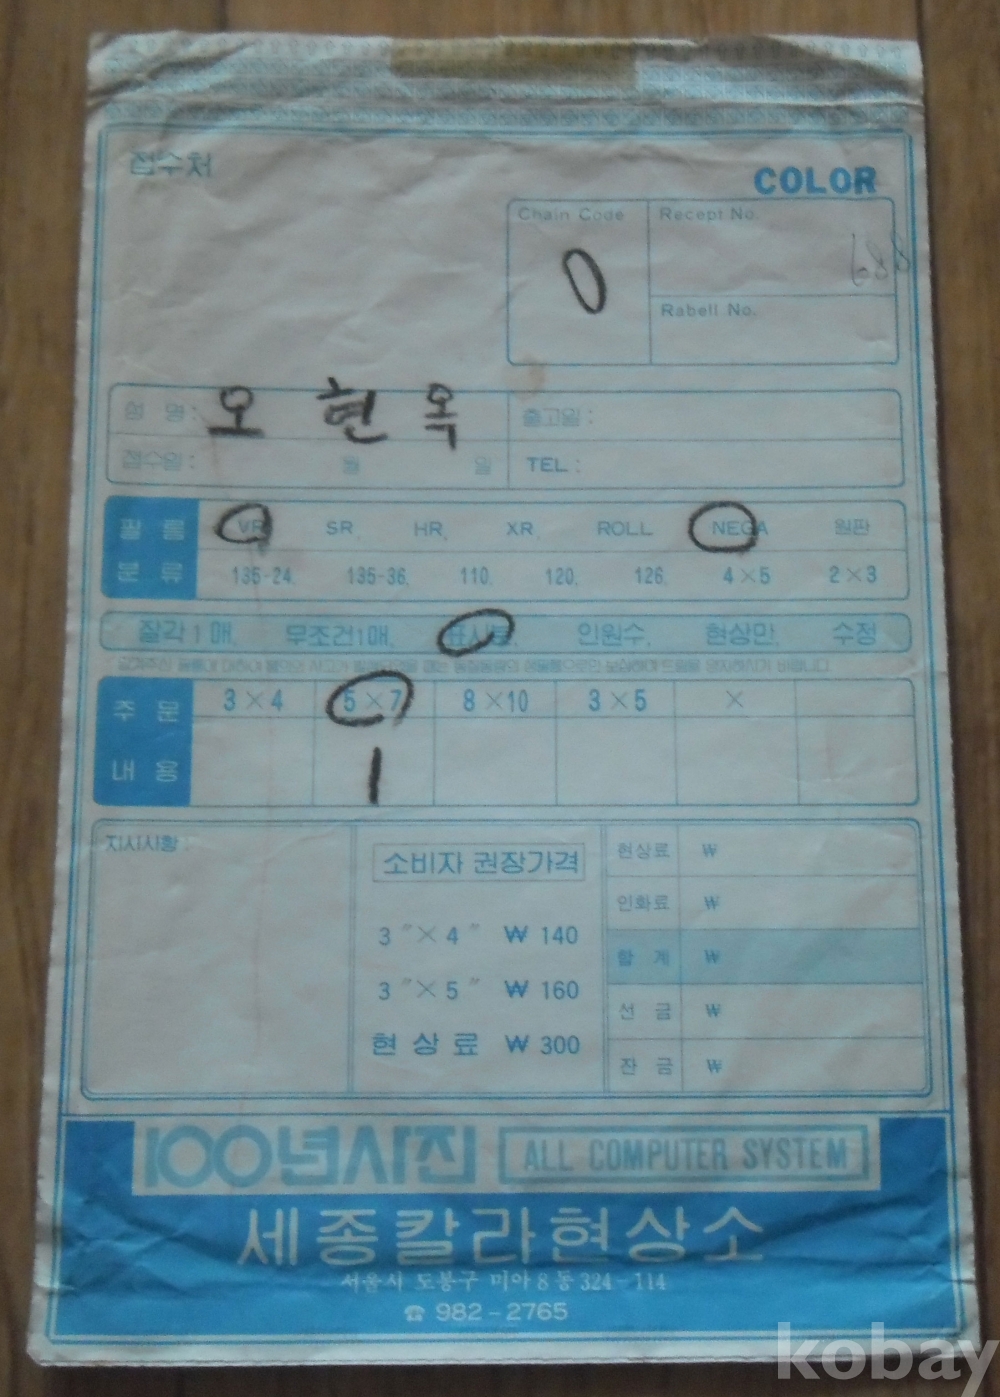 접수처
COLOR
Chain Code
Recept No.
0
688
Rabell No.
성 명 : 오 현 옥
출고일 :
접수일 : 월 일
TEL :
필 름 VR SR, HR, XR, ROLL NEGA 원판
분 류 135-24, 135-36, 110, 120, 126, 4×5 2×3
질각1매, 무조건1매, 인원수, 현상만, 수정
주 문 3×4 5×7 8×10 3×5 ×
내 용 1
지시사항 :
소비자 권장가격
3"×4" ₩ 140
3"×5" ₩ 160
현 상 료 ₩ 300
현상료 ₩
인화료 ₩
합 계 ₩
선 금 ₩
잔 금 ₩
100년사진 ALL COMPUTER SYSTEM
세종칼라현상소
서울시 도봉구 미아8동 324-114
☎ 982-2765
kobay